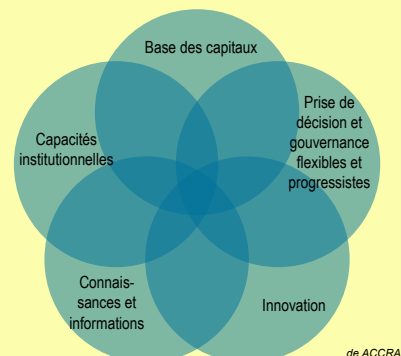 Base des capitaux
Prise de
décision et
gouvernance
flexibles et
progressistes
Capacités
institutionnelles
Connais-
sances et
informations
Innovation
de ACCRA